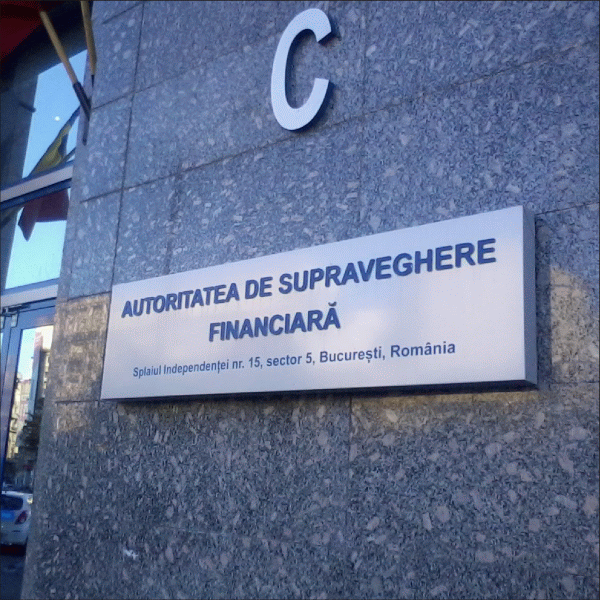 C
AUTORITATEA DE SUPRAVEGHERE
FINANCIARĂ
Splaiul Independenței nr. 15, sector 5, București, România